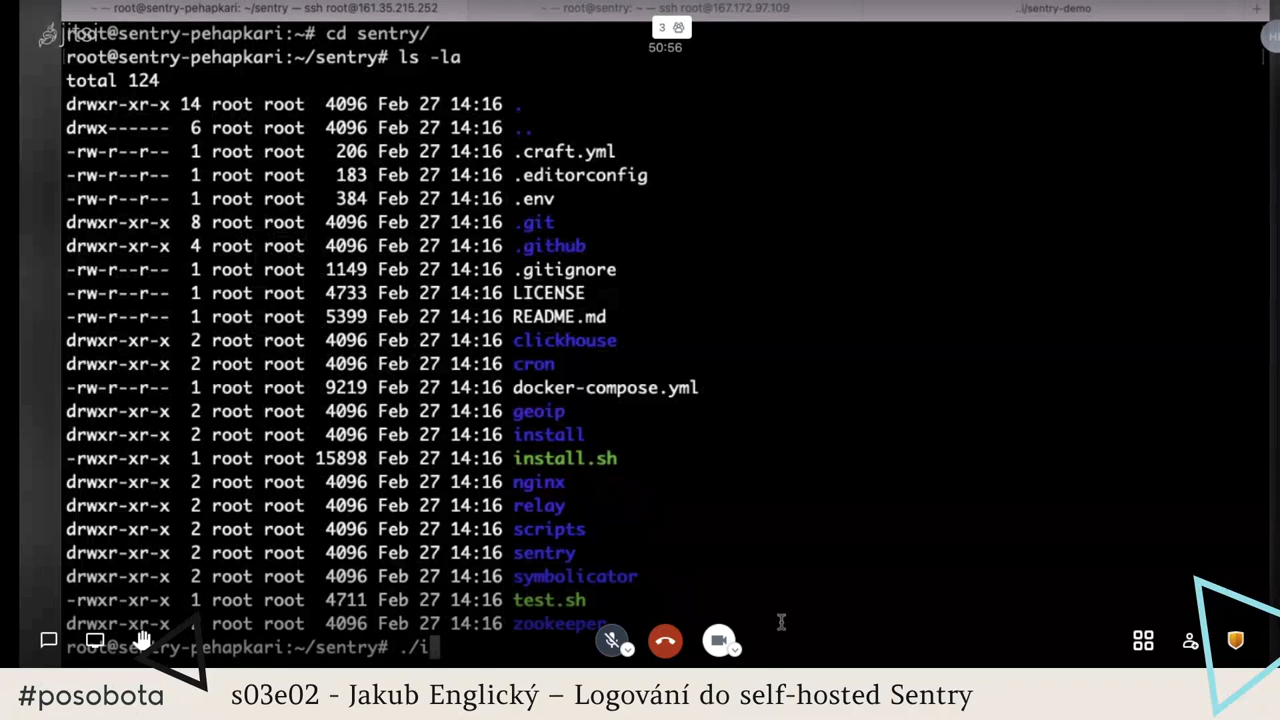 ~ — root@sentry-pehapkari: ~/sentry — ssh root@161.35.215.252
~ — root@sentry: ~ — ssh root@167.172.97.109
..i/sentry-demo
jitsi
3
50:56
root@sentry-pehapkari:~# cd sentry/
root@sentry-pehapkari:~/sentry# ls -la
total 124
drwxr-xr-x 14 root root  4096 Feb 27 14:16 .
drwx------  6 root root  4096 Feb 27 14:16 ..
-rw-r--r--  1 root root   206 Feb 27 14:16 .craft.yml
-rw-r--r--  1 root root   183 Feb 27 14:16 .editorconfig
-rw-r--r--  1 root root   384 Feb 27 14:16 .env
drwxr-xr-x  8 root root  4096 Feb 27 14:16 .git
drwxr-xr-x  4 root root  4096 Feb 27 14:16 .github
-rw-r--r--  1 root root  1149 Feb 27 14:16 .gitignore
-rw-r--r--  1 root root  4733 Feb 27 14:16 LICENSE
-rw-r--r--  1 root root  5399 Feb 27 14:16 README.md
drwxr-xr-x  2 root root  4096 Feb 27 14:16 clickhouse
drwxr-xr-x  2 root root  4096 Feb 27 14:16 cron
-rw-r--r--  1 root root  9219 Feb 27 14:16 docker-compose.yml
drwxr-xr-x  2 root root  4096 Feb 27 14:16 geoip
drwxr-xr-x  2 root root  4096 Feb 27 14:16 install
-rwxr-xr-x  1 root root 15898 Feb 27 14:16 install.sh
drwxr-xr-x  2 root root  4096 Feb 27 14:16 nginx
drwxr-xr-x  2 root root  4096 Feb 27 14:16 relay
drwxr-xr-x  2 root root  4096 Feb 27 14:16 scripts
drwxr-xr-x  2 root root  4096 Feb 27 14:16 sentry
drwxr-xr-x  2 root root  4096 Feb 27 14:16 symbolicator
-rwxr-xr-x  1 root root  4711 Feb 27 14:16 test.sh
drwxr-xr-x  2 root root  4096 Feb 27 14:16 zookeeper
root@sentry-pehapkari:~/sentry# ./i
#posobota
s03e02 - Jakub Englický – Logování do self-hosted Sentry